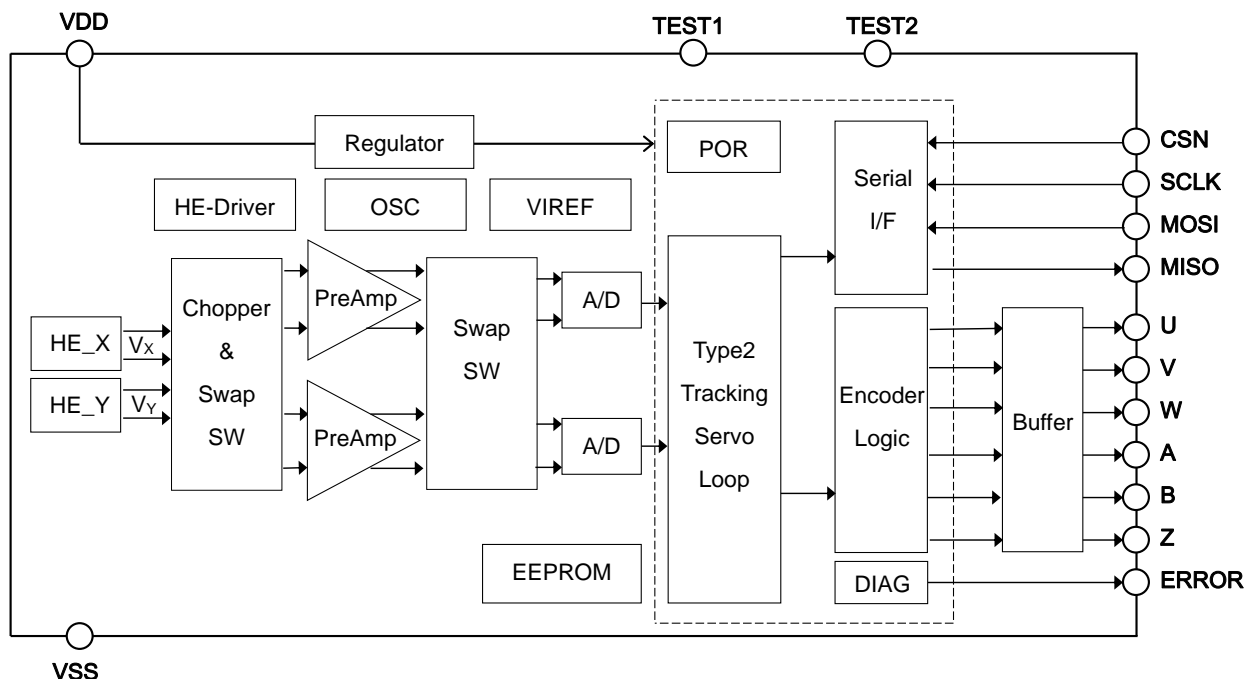 VDD
TEST1
TEST2
Regulator
POR
Serial
I/F
CSN
SCLK
MOSI
MISO
HE-Driver
OSC
VIREF
HE_X
VX
HE_Y
VY
Chopper
&
Swap
SW
PreAmp
PreAmp
Swap
SW
A/D
A/D
Type2
Tracking
Servo
Loop
Encoder
Logic
Buffer
U
V
W
A
B
Z
EEPROM
DIAG
ERROR
VSS